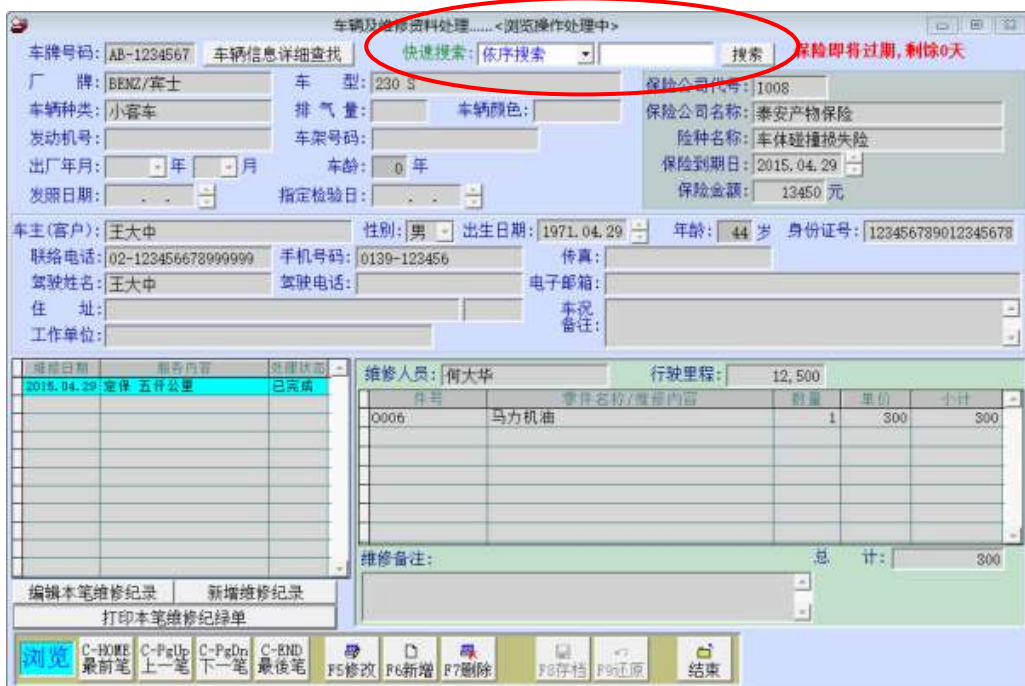 车辆及维修资料处理......<浏览操作处理中>
车牌号码: AB-1234567 车辆信息详细查找 快速搜索: 依序搜索 搜索 保险即将过期,剩馀0天
厂 牌: BENZ/宾士 车 型: 230 S 保险公司代号: 1008
车辆种类: 小客车 排 气 量: 车辆颜色: 保险公司名称: 泰安产物保险
发动机号: 车架号码: 险种名称: 车体碰撞损失险
出厂年月: 年 月 车龄: 0 年 保险到期日: 2015.04.29
发照日期: . . 指定检验日: . . 保险金额: 13450 元
车主(客户): 王大中 性别: 男 出生日期: 1971.04.29 年龄: 44 岁 身份证号: 123456789012345678
联络电话: 02-123456678999999 手机号码: 0139-123456 传真:
驾驶姓名: 王大中 驾驶电话: 电子邮箱:
住 址: 车况备注:
工作单位:
维修日期 服务内容 处理状态 维修人员: 何大华 行驶里程: 12,500
2015.04.29 定保 五仟公里 已完成 件号 零件名称/维修内容 数量 单价 小计
0006 马力机油 1 300 300
维修备注: 总 计: 300
编辑本笔维修纪录 新增维修纪录
打印本笔维修纪绿单
浏览 C-HOME 最前笔 C-PgUp 上一笔 C-PgDn 下一笔 C-END 最後笔 F5修改 F6新增 F7删除 F8存档 F9还原 结束